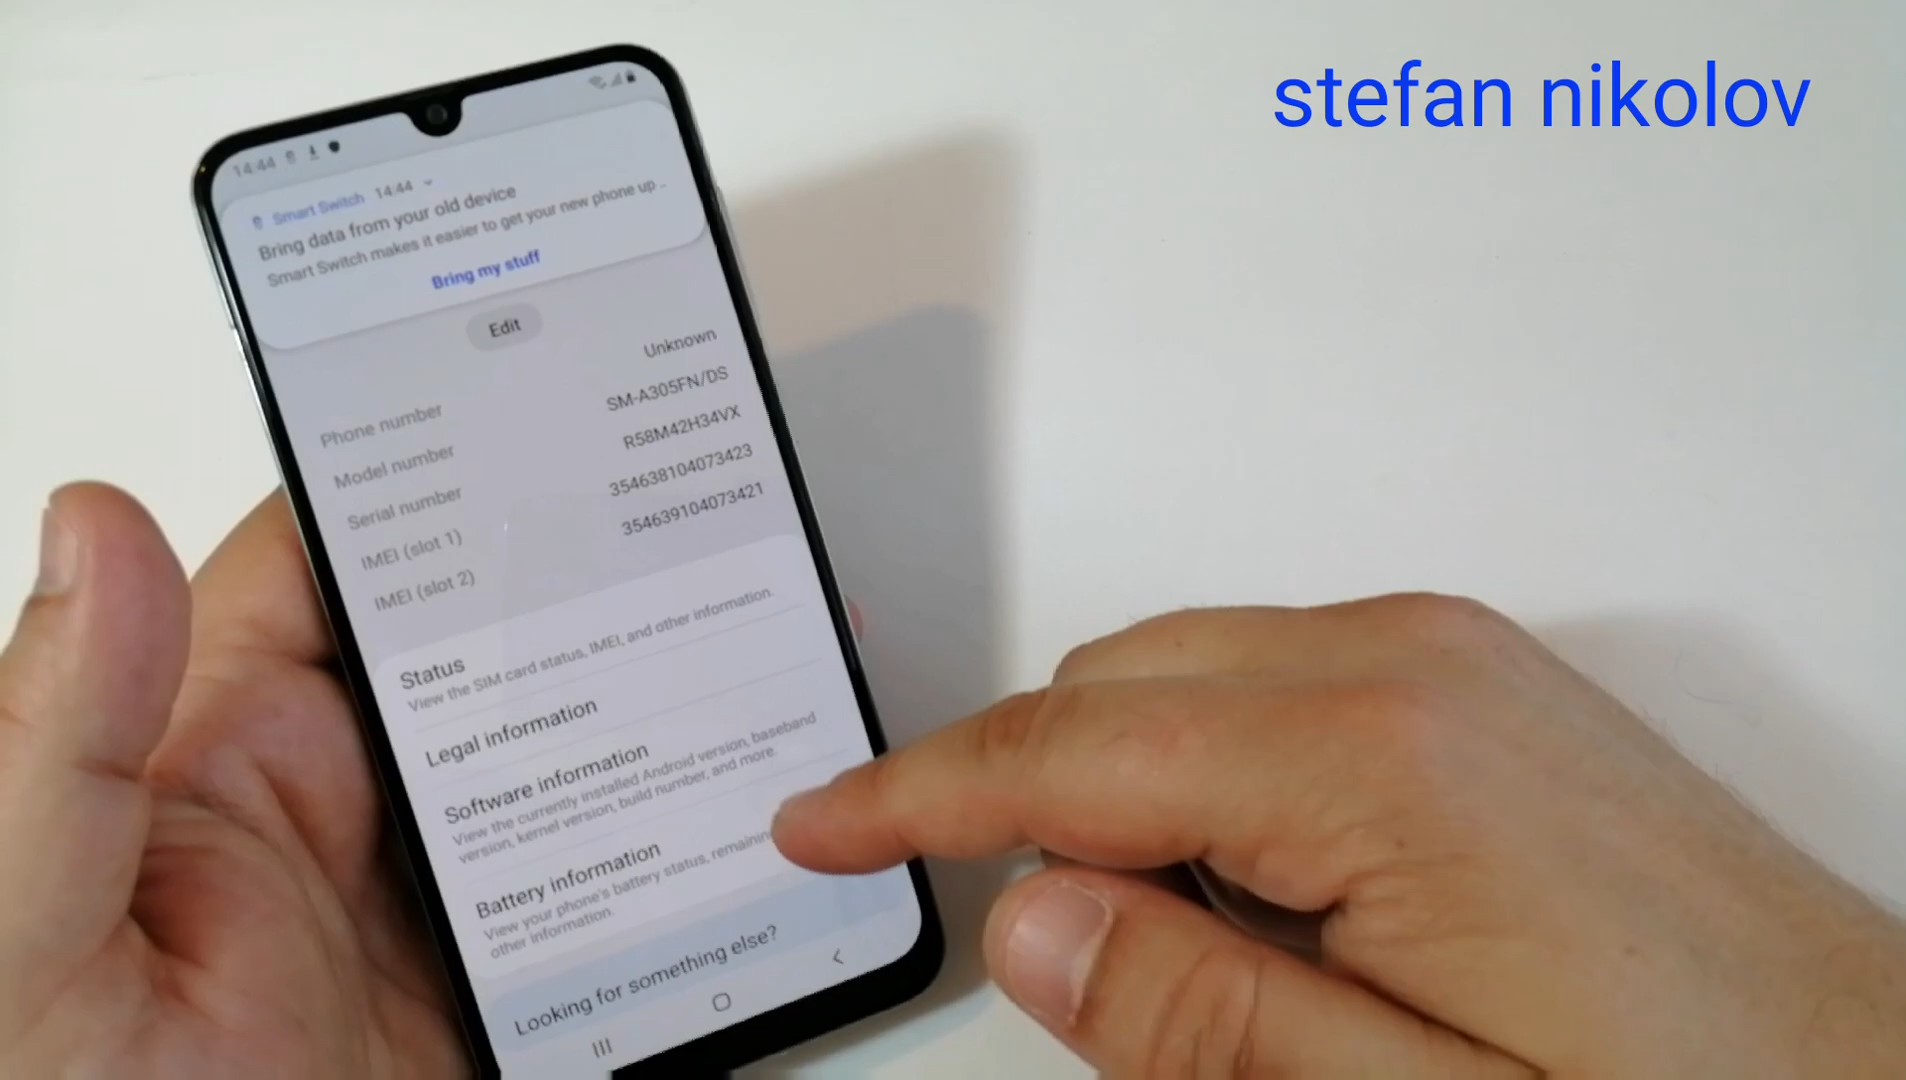 stefan nikolov
14:44
Smart Switch 14:44
Bring data from your old device
Smart Switch makes it easier to get your new phone up ..
Bring my stuff
Edit
Phone number Unknown
Model number SM-A305FN/DS
Serial number R58M42H34VX
IMEI (slot 1) 354638104073423
IMEI (slot 2) 354639104073421
Status
View the SIM card status, IMEI, and other information.
Legal information
Software information
View the currently installed Android version, baseband
version, kernel version, build number, and more.
Battery information
View your phone's battery status, remaining
other information.
Looking for something else?